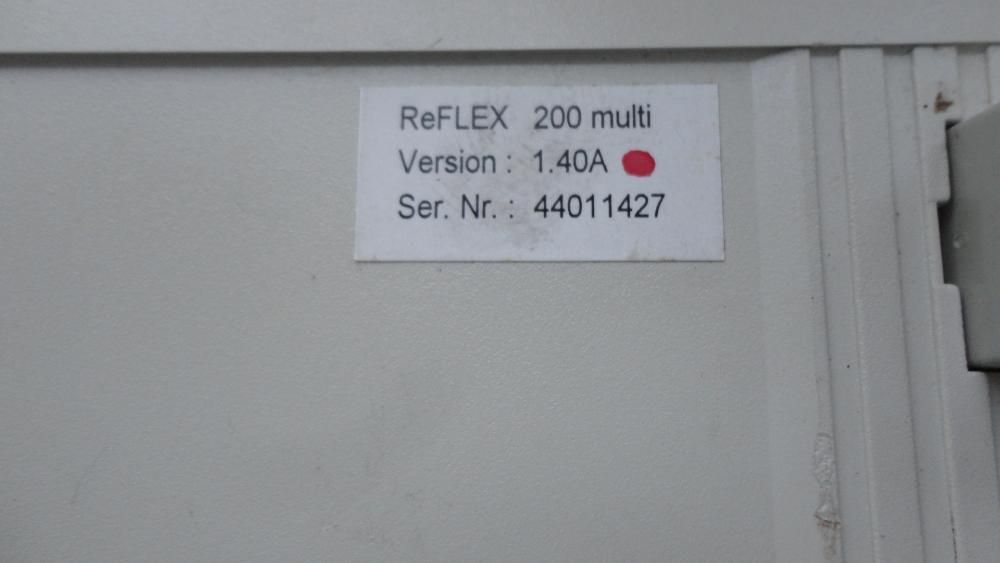 ReFLEX 200 multi
Version : 1.40A
Ser. Nr. : 44011427